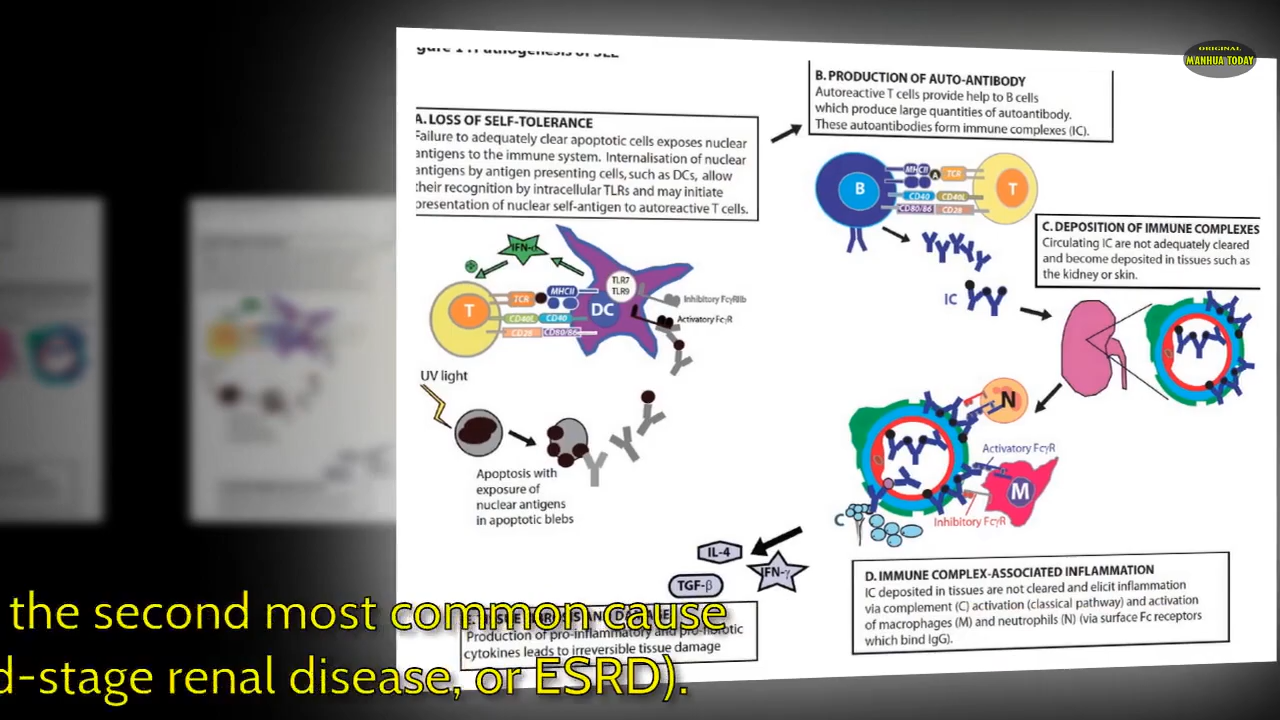 ORIGINAL
MANHUA TODAY
A. LOSS OF SELF-TOLERANCE
Failure to adequately clear apoptotic cells exposes nuclear
antigens to the immune system. Internalisation of nuclear
antigens by antigen presenting cells, such as DCs, allow
their recognition by intracellular TLRs and may initiate
presentation of nuclear self-antigen to autoreactive T cells.
IFN-α
TLR7
TLR9
T
TCR
MHCII
DC
CD40L
CD40
CD28
CD80/86
Inhibitory FcγRIIb
Activatory FcγR
UV light
Apoptosis with
exposure of
nuclear antigens
in apoptotic blebs
B. PRODUCTION OF AUTO-ANTIBODY
Autoreactive T cells provide help to B cells
which produce large quantities of autoantibody.
These autoantibodies form immune complexes (IC).
B
MHCII
A
TCR
T
CD40
CD40L
CD80/86
CD28
C. DEPOSITION OF IMMUNE COMPLEXES
Circulating IC are not adequately cleared
and become deposited in tissues such as
the kidney or skin.
IC
N
Activatory FcγR
M
Inhibitory FcγR
C
D. IMMUNE COMPLEX-ASSOCIATED INFLAMMATION
IC deposited in tissues are not cleared and elicit inflammation
via complement (C) activation (classical pathway) and activation
of macrophages (M) and neutrophils (N) (via surface Fc receptors
which bind IgG).
IL-4
IFN-γ
TGF-β
Production of pro-inflammatory and pro-fibrotic
cytokines leads to irreversible tissue damage
the second most common cause
d-stage renal disease, or ESRD).